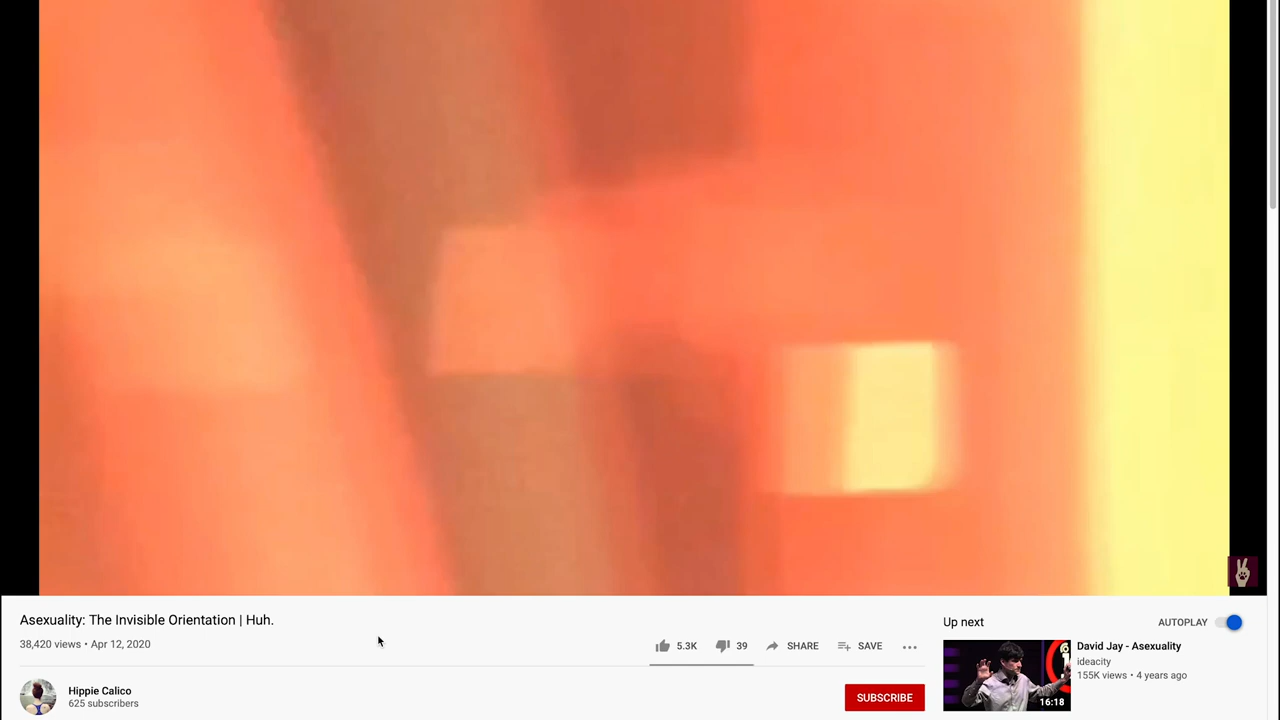 Asexuality: The Invisible Orientation | Huh.
38,420 views • Apr 12, 2020
5.3K
39
SHARE
SAVE
Hippie Calico
625 subscribers
SUBSCRIBE
Up next
AUTOPLAY
David Jay - Asexuality
ideacity
155K views • 4 years ago
16:18